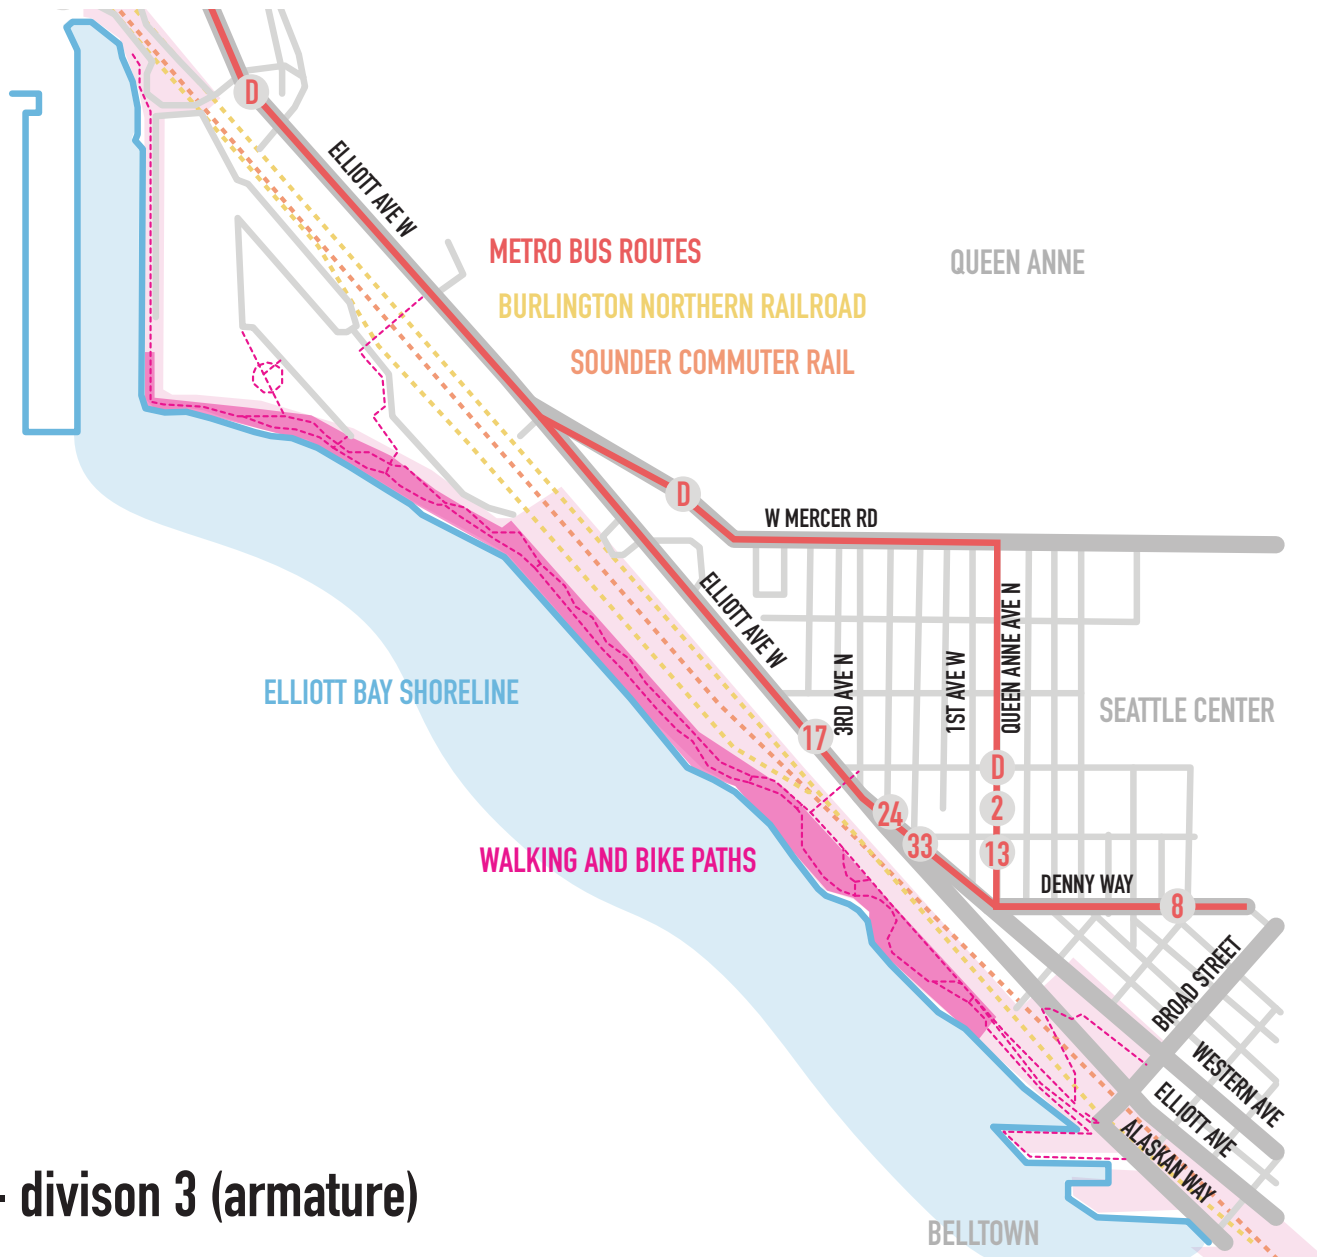 D
ELLIOTT AVE W
METRO BUS ROUTES
QUEEN ANNE
BURLINGTON NORTHERN RAILROAD
SOUNDER COMMUTER RAIL
D
W MERCER RD
ELLIOTT AVE W
QUEEN ANNE AVE N
3RD AVE N
1ST AVE W
ELLIOTT BAY SHORELINE
SEATTLE CENTER
17
D
2
24
33
13
WALKING AND BIKE PATHS
DENNY WAY
8
BROAD STREET
WESTERN AVE
ELLIOTT AVE
ALASKAN WAY
- divison 3 (armature)
BELLTOWN